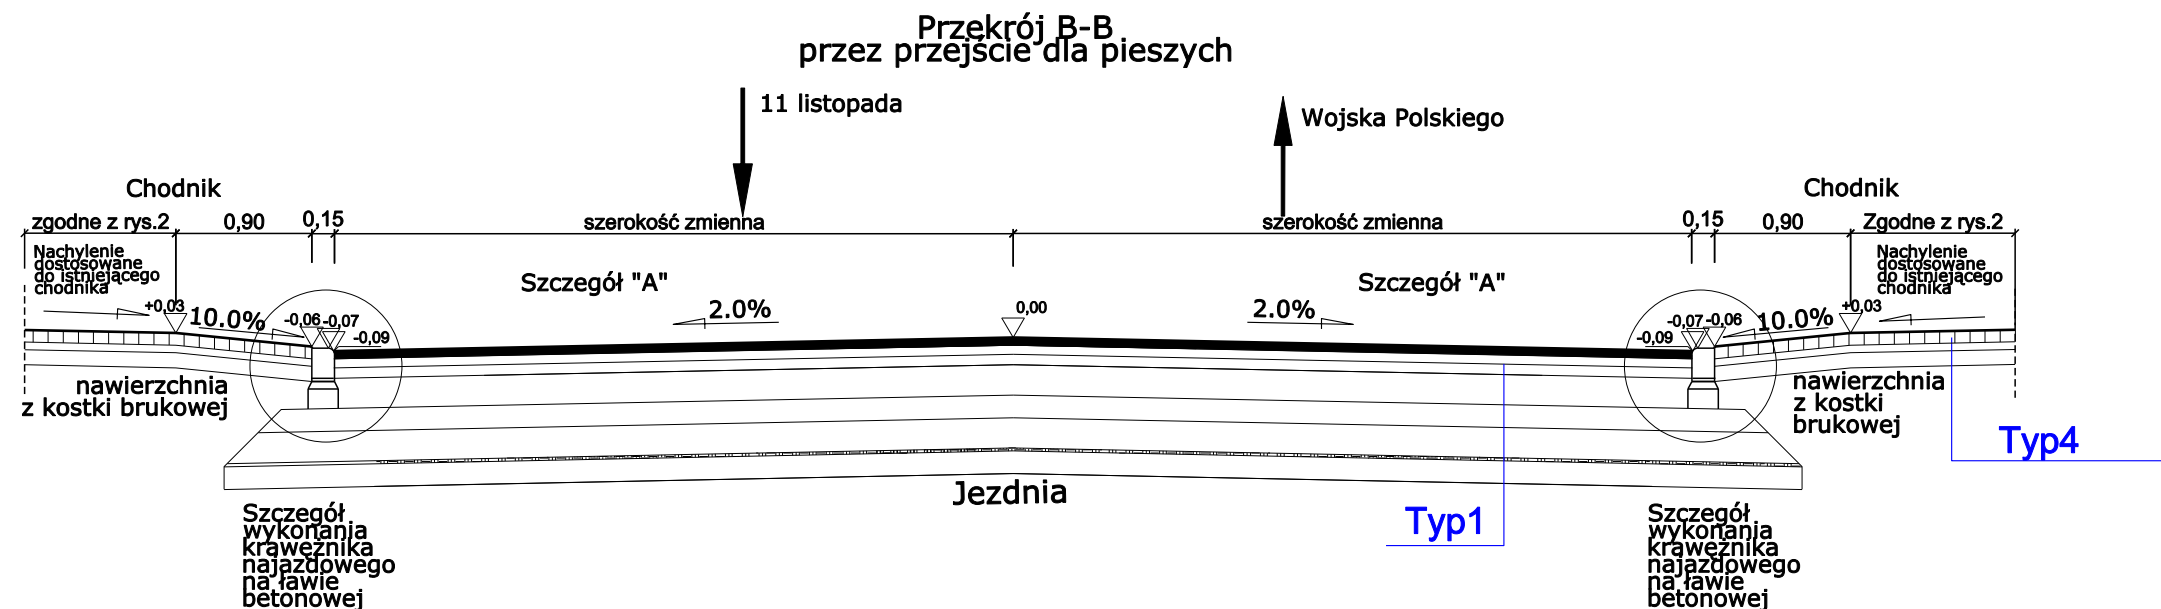 Przekrój B-B
przez przejście dla pieszych
11 listopada
Wojska Polskiego
Chodnik
Chodnik
zgodne z rys.2
0,90
0,15
szerokość zmienna
szerokość zmienna
0,15
0,90
Zgodne z rys.2
Nachylenie
dostosowane
do istniejącego
chodnika
Nachylenie
dostosowane
do istniejącego
chodnika
Szczegół "A"
Szczegół "A"
+0,03
10.0%
-0,06
-0,07
-0,09
2.0%
0,00
2.0%
-0,09
-0,07
-0,06
10.0%
+0,03
nawierzchnia
z kostki brukowej
nawierzchnia
z kostki
brukowej
Typ4
Jezdnia
Typ1
Szczegół
wykonania
krawężnika
najazdowego
na ławie
betonowej
Szczegół
wykonania
krawężnika
najazdowego
na ławie
betonowej